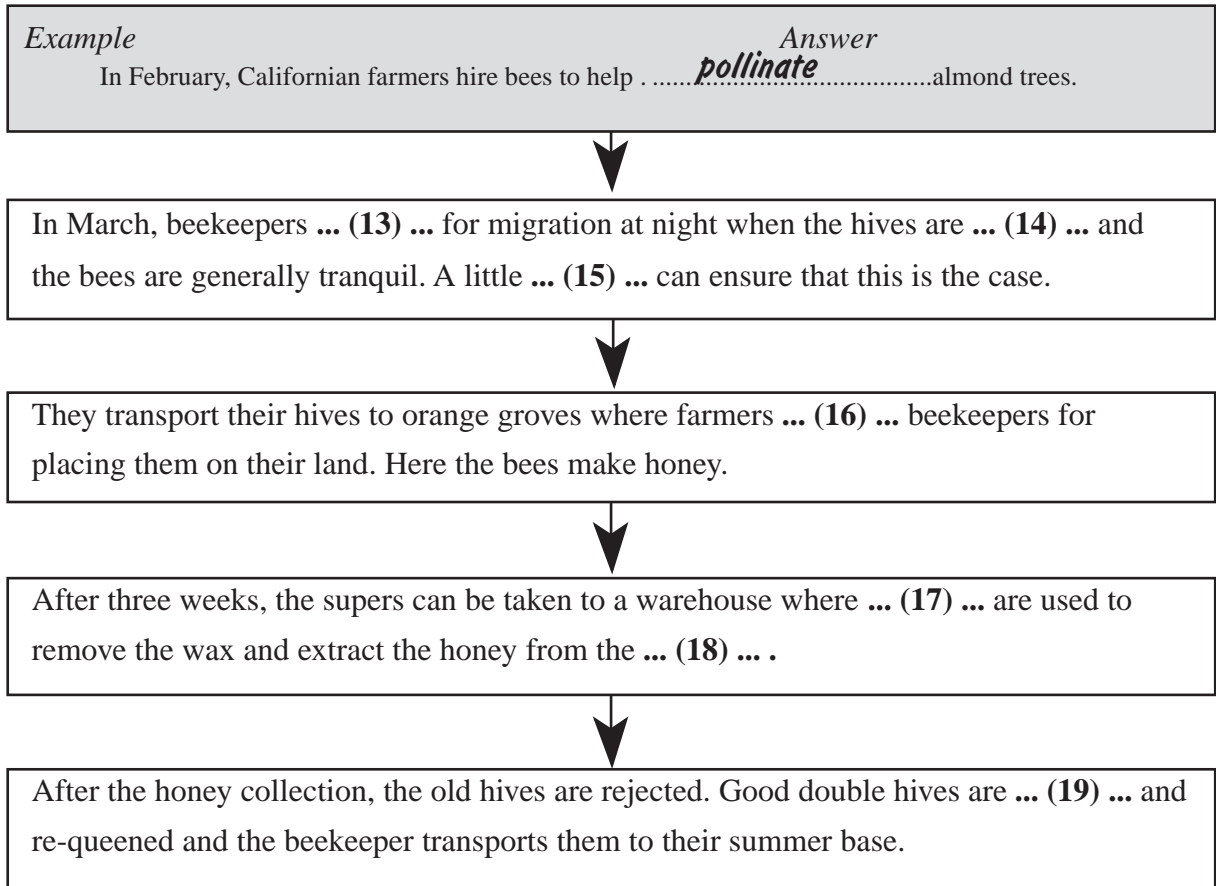 Example Answer
In February, Californian farmers hire bees to help . ......pollinate...............................almond trees.
In March, beekeepers ... (13) ... for migration at night when the hives are ... (14) ... and
the bees are generally tranquil. A little ... (15) ... can ensure that this is the case.
They transport their hives to orange groves where farmers ... (16) ... beekeepers for
placing them on their land. Here the bees make honey.
After three weeks, the supers can be taken to a warehouse where ... (17) ... are used to
remove the wax and extract the honey from the ... (18) ... .
After the honey collection, the old hives are rejected. Good double hives are ... (19) ... and
re-queened and the beekeeper transports them to their summer base.